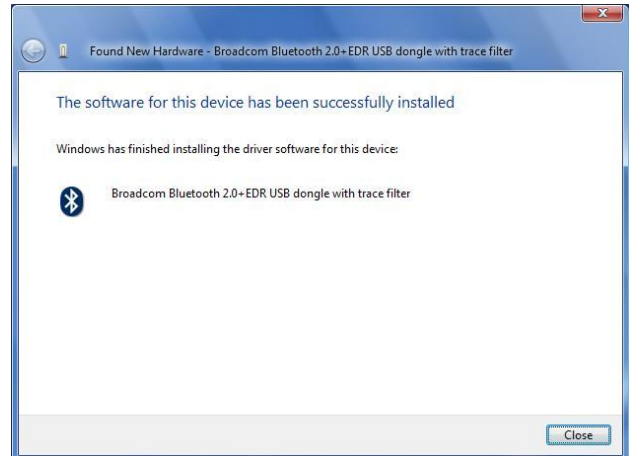 Found New Hardware - Broadcom Bluetooth 2.0+EDR USB dongle with trace filter
The software for this device has been successfully installed
Windows has finished installing the driver software for this device:
Broadcom Bluetooth 2.0+EDR USB dongle with trace filter
Close